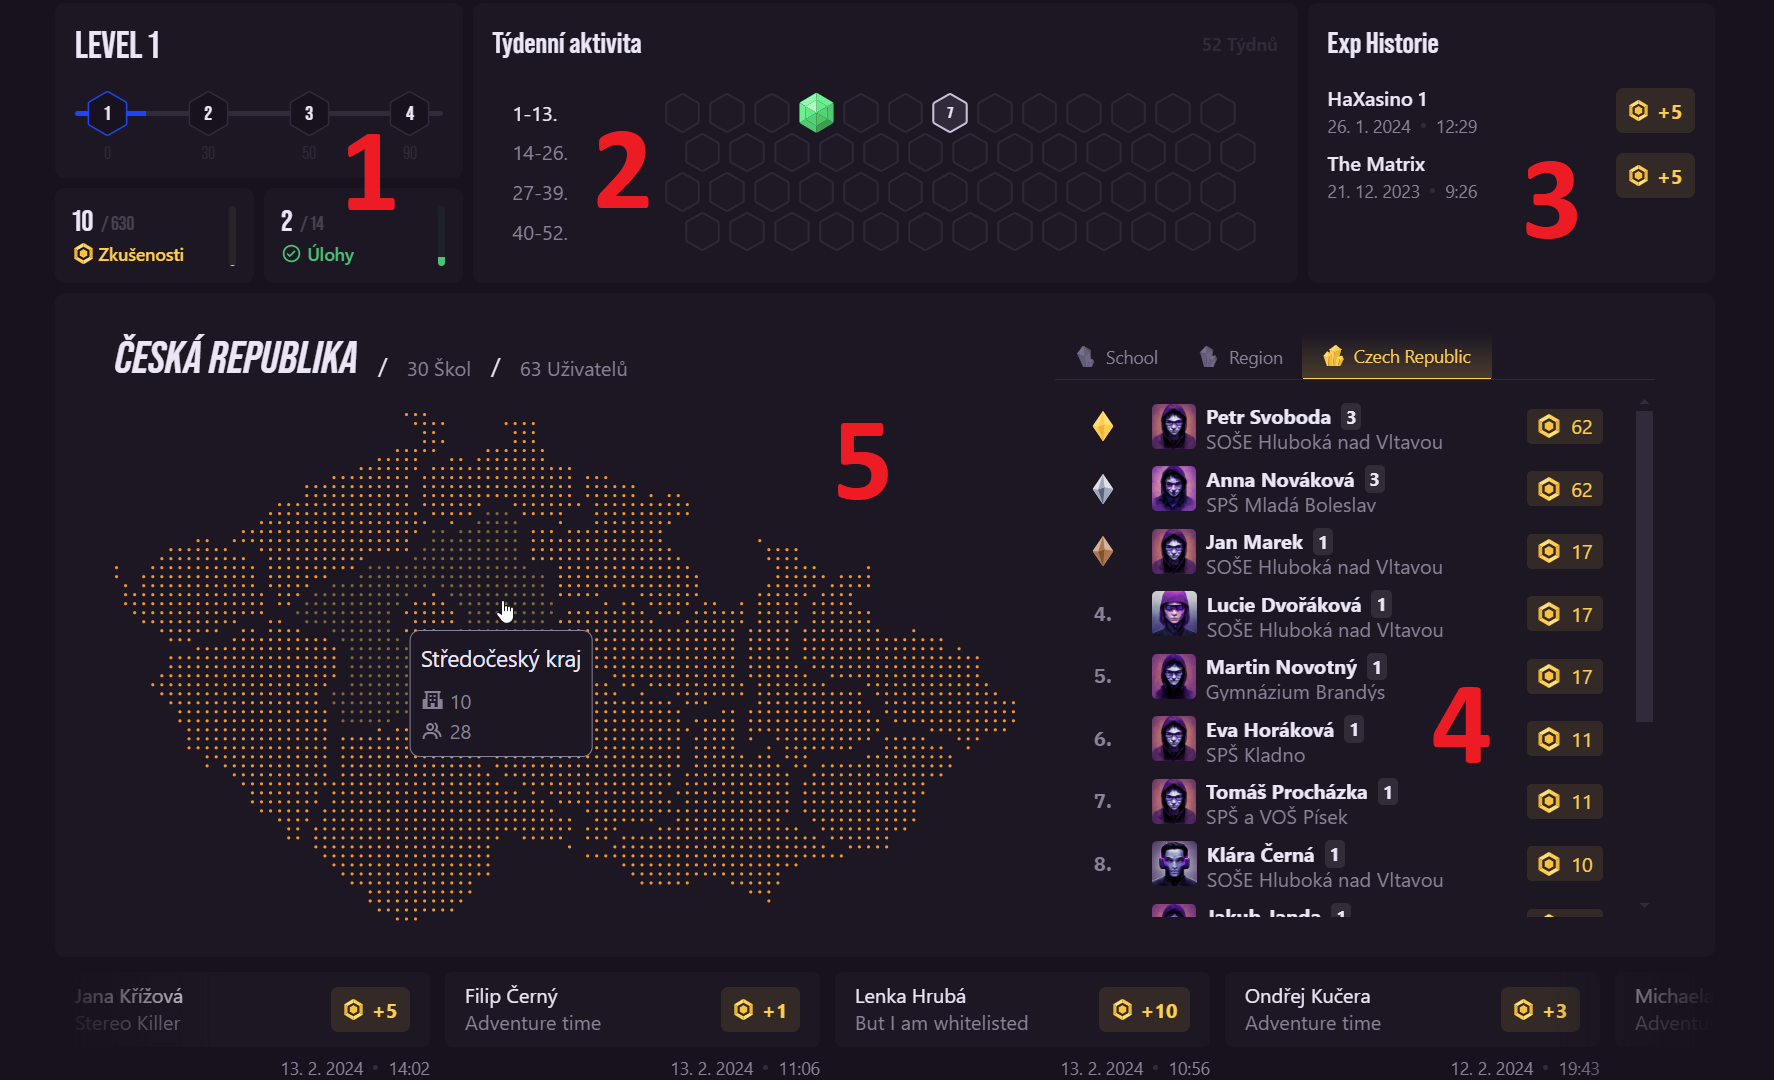 LEVEL 1
1 2 3 4
0 30 50 90
1
10 / 630
Zkušenosti
2 / 14
Úlohy
Týdenní aktivita
52 Týdnů
1-13.
7
14-26.
27-39.
40-52.
2
Exp Historie
HaXasino 1
26. 1. 2024 • 12:29
+5
The Matrix
21. 12. 2023 • 9:26
+5
3
ČESKÁ REPUBLIKA / 30 Škol / 63 Uživatelů
5
Středočeský kraj
10
28
School Region Czech Republic
Petr Svoboda 3
SOŠE Hluboká nad Vltavou
62
Anna Nováková 3
SPŠ Mladá Boleslav
62
Jan Marek 1
SOŠE Hluboká nad Vltavou
17
4.
Lucie Dvořáková 1
SOŠE Hluboká nad Vltavou
17
5.
Martin Novotný 1
Gymnázium Brandýs
17
6.
Eva Horáková 1
SPŠ Kladno
11
7.
Tomáš Procházka 1
SPŠ a VOŠ Písek
11
8.
Klára Černá 1
SOŠE Hluboká nad Vltavou
10
Jakub Janda 1
4
Jana Křížová
Stereo Killer
+5
13. 2. 2024 • 14:02
Filip Černý
Adventure time
+1
13. 2. 2024 • 11:06
Lenka Hrubá
But I am whitelisted
+10
13. 2. 2024 • 10:56
Ondřej Kučera
Adventure time
+3
12. 2. 2024 • 19:43
Michaela
Adventu